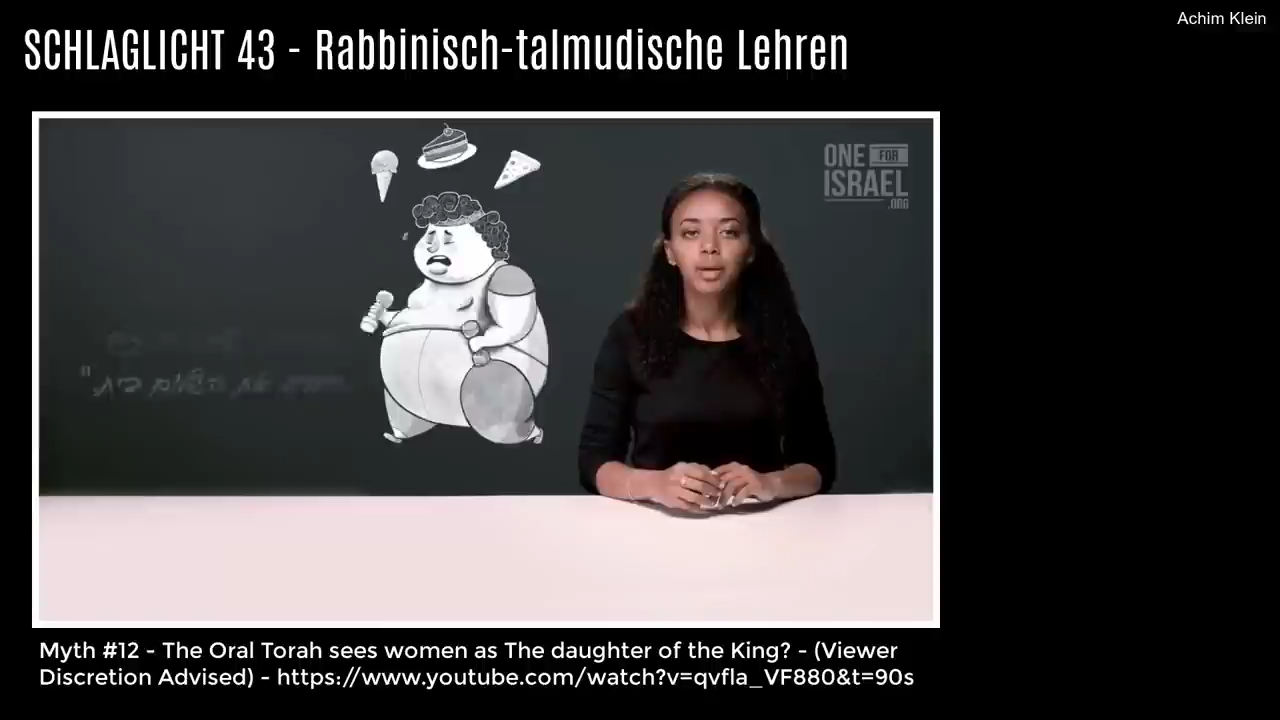 Achim Klein
SCHLAGLICHT 43 - Rabbinisch-talmudische Lehren
ONE FOR
ISRAEL
.ORG
Myth #12 - The Oral Torah sees women as The daughter of the King? - (Viewer
Discretion Advised) - https://www.youtube.com/watch?v=qvfla_VF880&t=90s